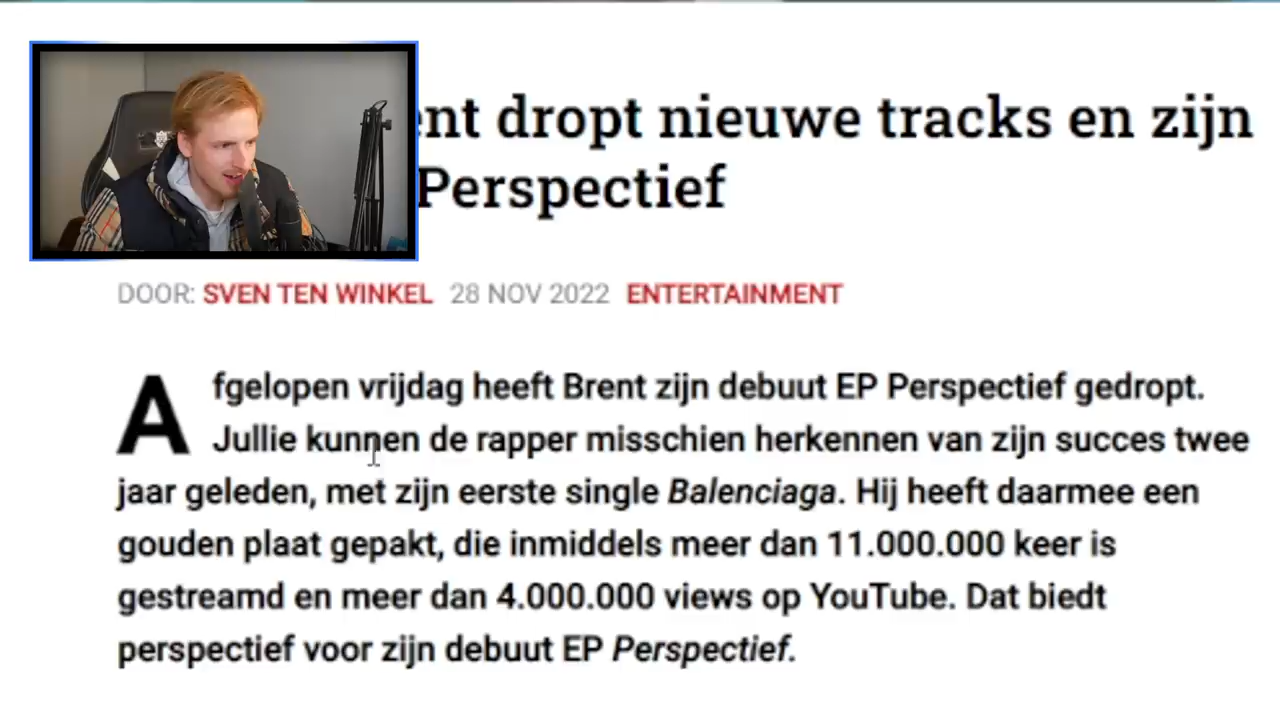 nt dropt nieuwe tracks en zijn
Perspectief
DOOR: SVEN TEN WINKEL 28 NOV 2022 ENTERTAINMENT
Afgelopen vrijdag heeft Brent zijn debuut EP Perspectief gedropt.
Jullie kunnen de rapper misschien herkennen van zijn succes twee
jaar geleden, met zijn eerste single Balenciaga. Hij heeft daarmee een
gouden plaat gepakt, die inmiddels meer dan 11.000.000 keer is
gestreamd en meer dan 4.000.000 views op YouTube. Dat biedt
perspectief voor zijn debuut EP Perspectief.